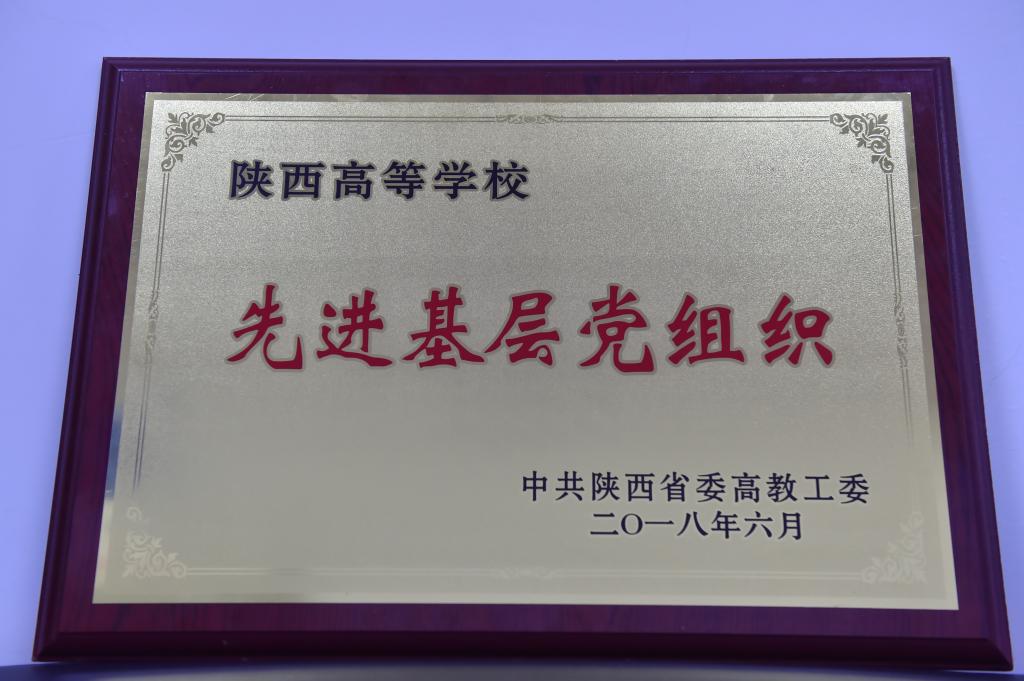 陕西高等学校
先进基层党组织
中共陕西省委高教工委
二O一八年六月